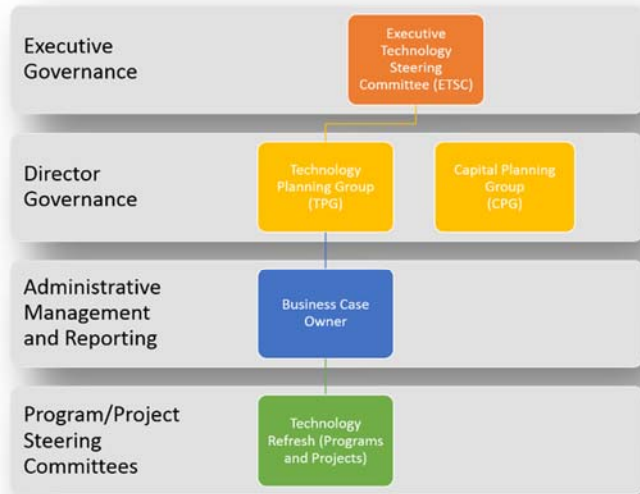 Executive
Governance
Executive
Technology
Steering
Committee (ETSC)
Director
Governance
Technology
Planning Group
(TPG)
Capital Planning
Group
(CPG)
Administrative
Management
and Reporting
Business Case
Owner
Program/Project
Steering
Committees
Technology
Refresh (Programs
and Projects)